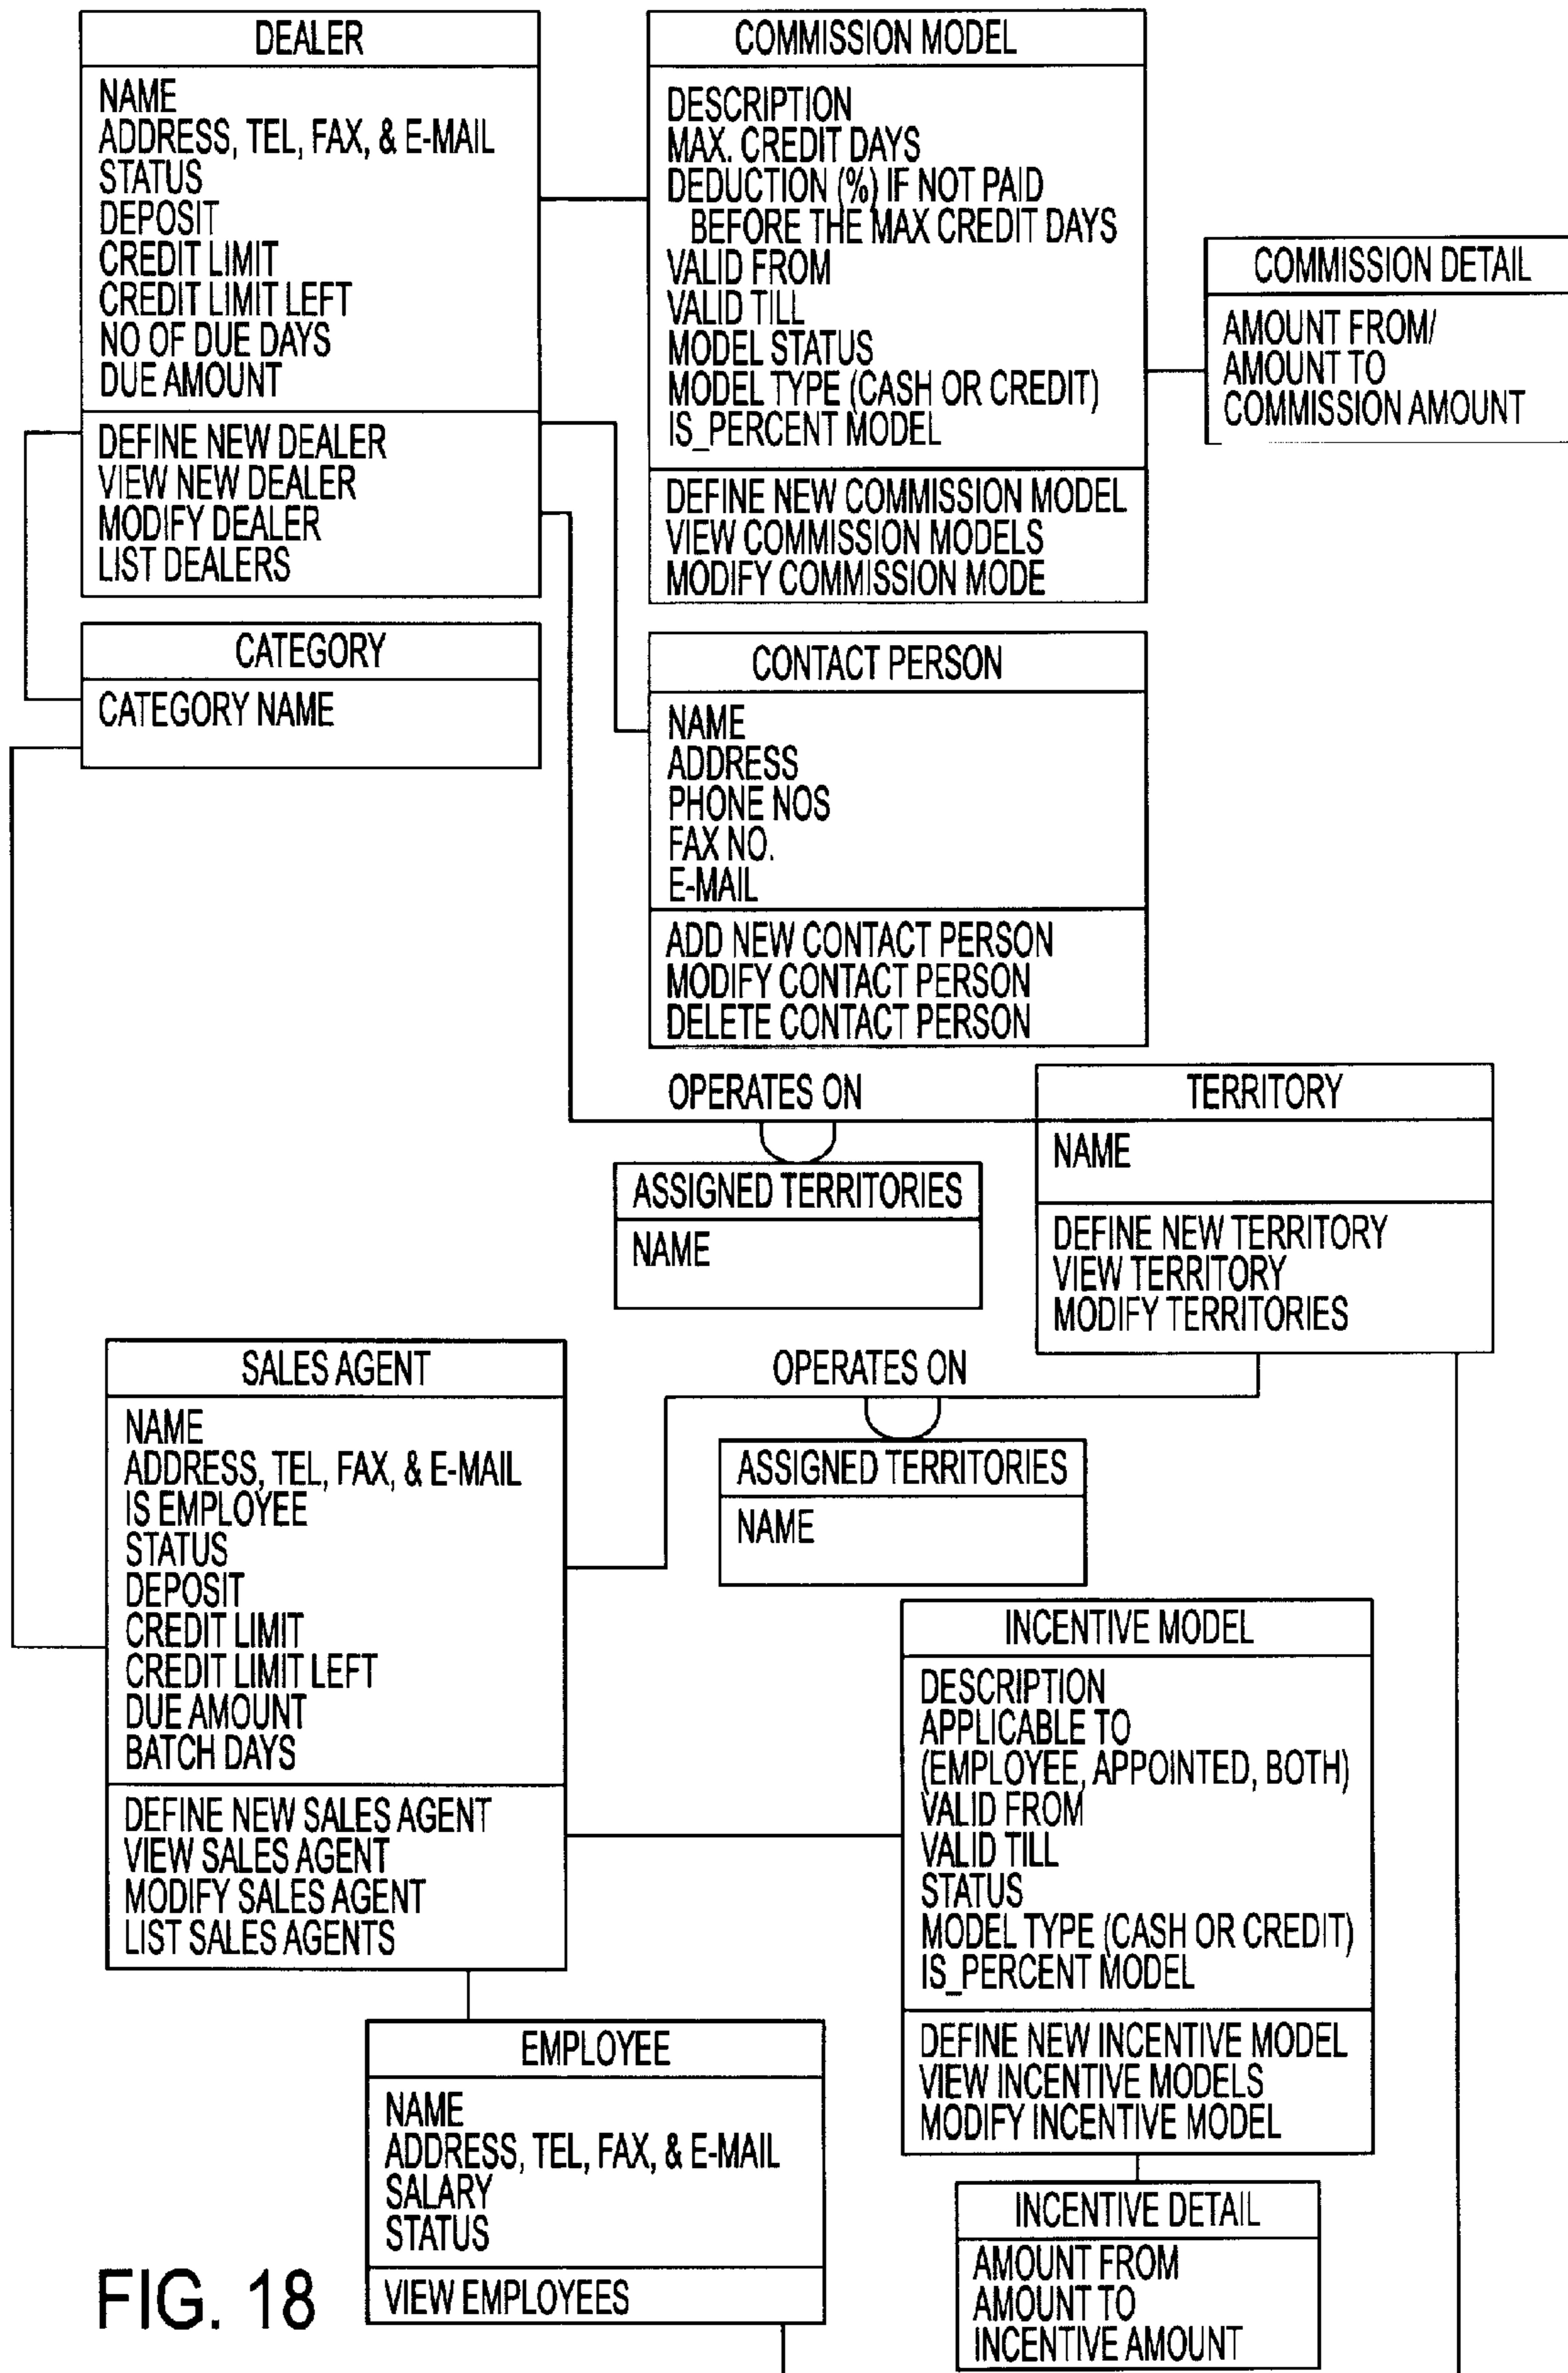 DEALER
NAME
ADDRESS, TEL, FAX, & E-MAIL
STATUS
DEPOSIT
CREDIT LIMIT
CREDIT LIMIT LEFT
NO OF DUE DAYS
DUE AMOUNT
DEFINE NEW DEALER
VIEW NEW DEALER
MODIFY DEALER
LIST DEALERS
COMMISSION MODEL
DESCRIPTION
MAX. CREDIT DAYS
DEDUCTION (%) IF NOT PAID
BEFORE THE MAX CREDIT DAYS
VALID FROM
VALID TILL
MODEL STATUS
MODEL TYPE (CASH OR CREDIT)
IS_PERCENT MODEL
DEFINE NEW COMMISSION MODEL
VIEW COMMISSION MODELS
MODIFY COMMISSION MODE
COMMISSION DETAIL
AMOUNT FROM/
AMOUNT TO
COMMISSION AMOUNT
CATEGORY
CATEGORY NAME
CONTACT PERSON
NAME
ADDRESS
PHONE NOS
FAX NO.
E-MAIL
ADD NEW CONTACT PERSON
MODIFY CONTACT PERSON
DELETE CONTACT PERSON
OPERATES ON
ASSIGNED TERRITORIES
NAME
TERRITORY
NAME
DEFINE NEW TERRITORY
VIEW TERRITORY
MODIFY TERRITORIES
SALES AGENT
NAME
ADDRESS, TEL, FAX, & E-MAIL
IS EMPLOYEE
STATUS
DEPOSIT
CREDIT LIMIT
CREDIT LIMIT LEFT
DUE AMOUNT
BATCH DAYS
DEFINE NEW SALES AGENT
VIEW SALES AGENT
MODIFY SALES AGENT
LIST SALES AGENTS
OPERATES ON
ASSIGNED TERRITORIES
NAME
INCENTIVE MODEL
DESCRIPTION
APPLICABLE TO
(EMPLOYEE, APPOINTED, BOTH)
VALID FROM
VALID TILL
STATUS
MODEL TYPE (CASH OR CREDIT)
IS_PERCENT MODEL
DEFINE NEW INCENTIVE MODEL
VIEW INCENTIVE MODELS
MODIFY INCENTIVE MODEL
EMPLOYEE
NAME
ADDRESS, TEL, FAX, & E-MAIL
SALARY
STATUS
VIEW EMPLOYEES
INCENTIVE DETAIL
AMOUNT FROM
AMOUNT TO
INCENTIVE AMOUNT
FIG. 18